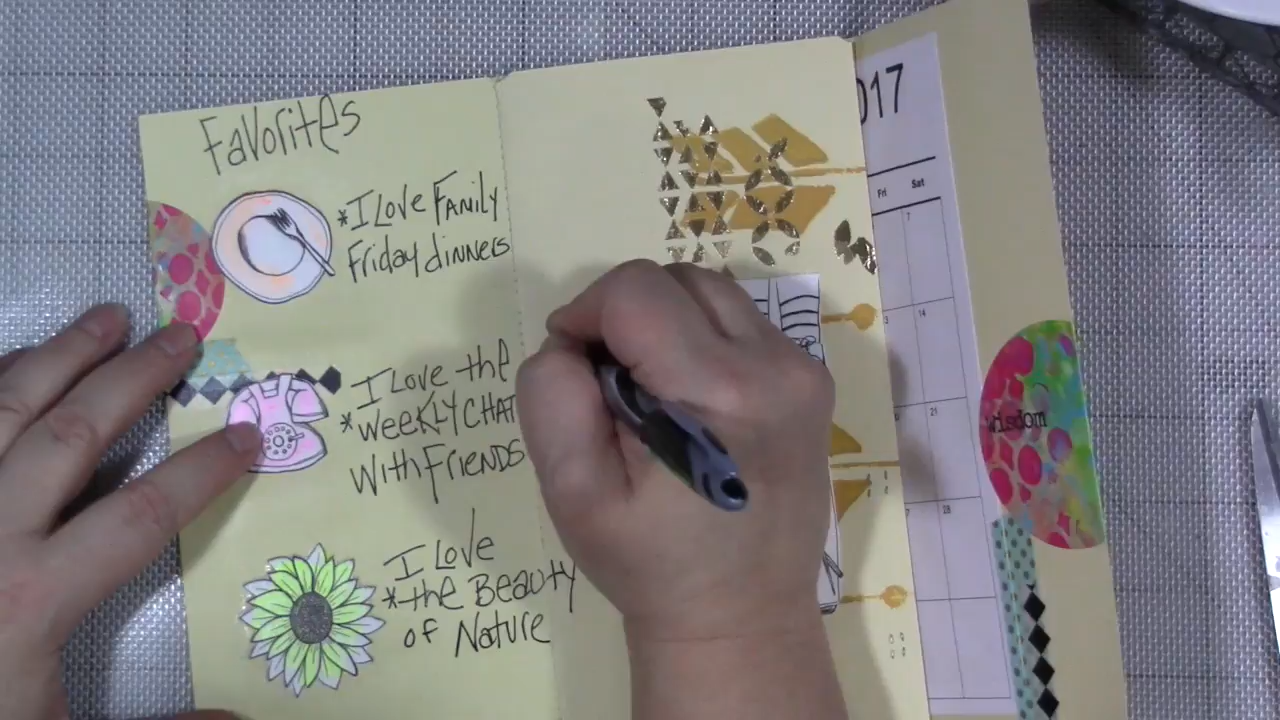 Favorites
*I Love Family
Friday dinners
I Love the
*Weekly CHAT
With Friends
I Love
*the Beauty
of Nature
017
Fri Sat
7
14
21
28
Wisdom